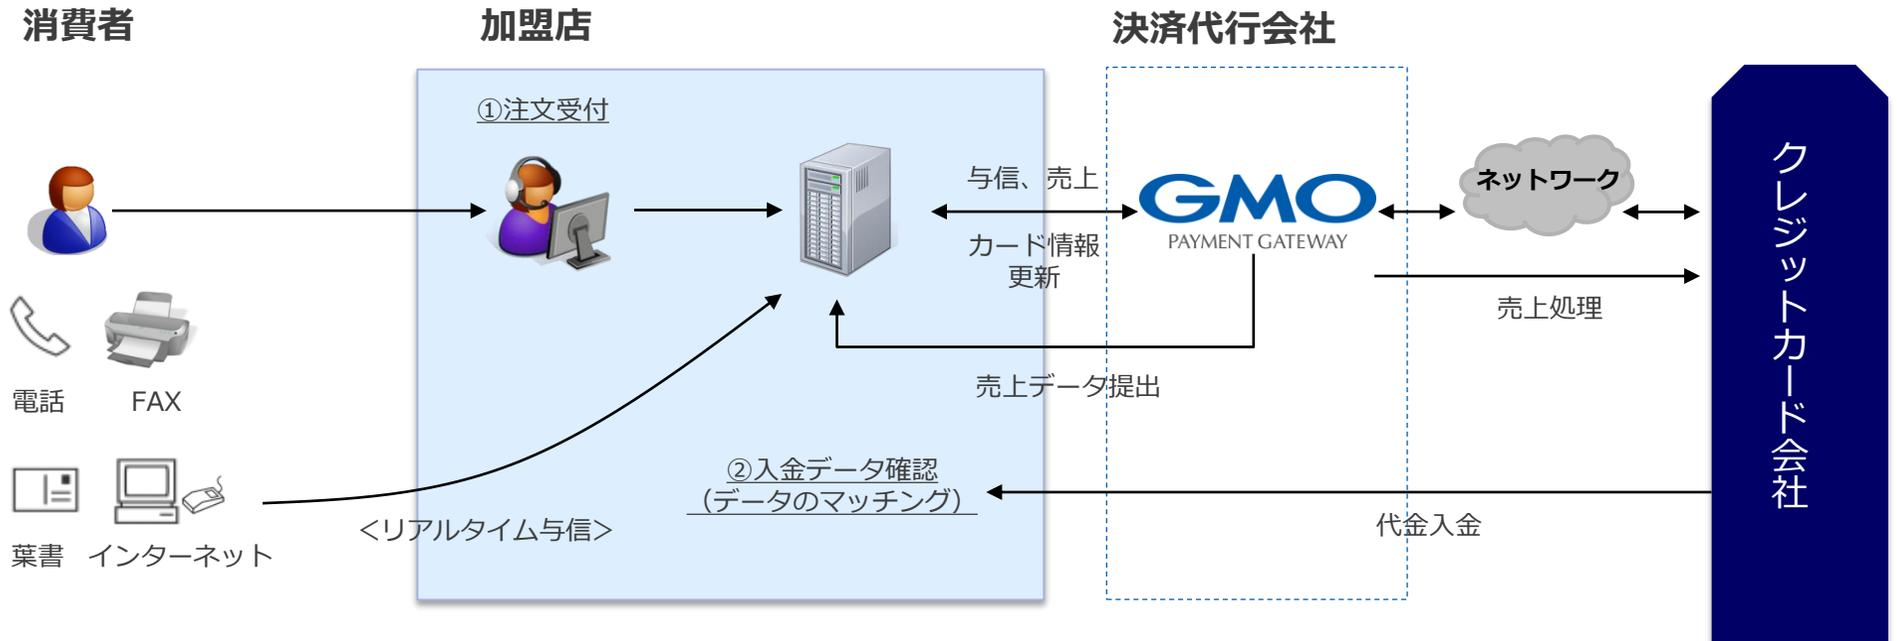 消費者
加盟店
決済代行会社
①注文受付
与信、売上
カード情報
更新
GMO
PAYMENT GATEWAY
ネットワーク
売上処理
クレジットカード会社
電話
FAX
売上データ提出
②入金データ確認
（データのマッチング）
代金入金
＜リアルタイム与信＞
葉書
インターネット